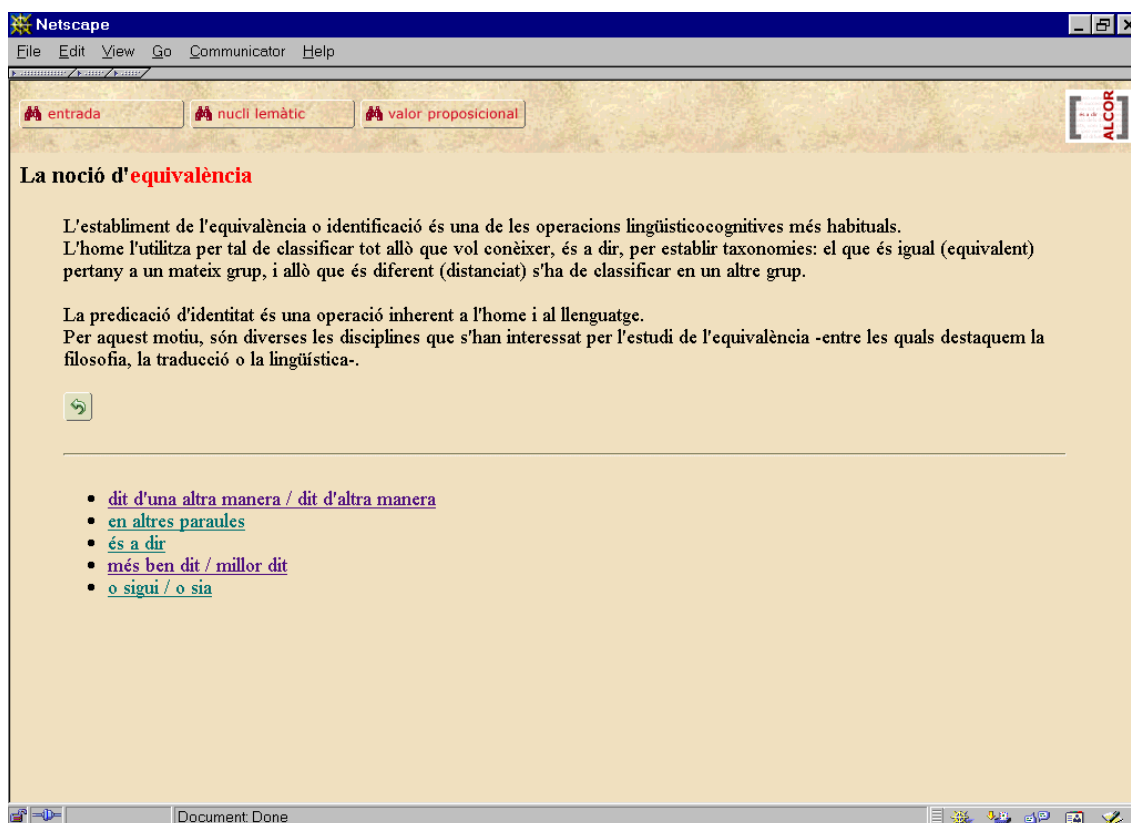 Netscape
File Edit View Go Communicator Help
entrada nucli lemàtic valor proposicional
ALCOR
La noció d'equivalència
L'establiment de l'equivalència o identificació és una de les operacions lingüisticocognitives més habituals.
L'home l'utilitza per tal de classificar tot allò que vol conèixer, és a dir, per establir taxonomies: el que és igual (equivalent)
pertany a un mateix grup, i allò que és diferent (distanciat) s'ha de classificar en un altre grup.
La predicació d'identitat és una operació inherent a l'home i al llenguatge.
Per aquest motiu, són diverses les disciplines que s'han interessat per l'estudi de l'equivalència -entre les quals destaquem la
filosofia, la traducció o la lingüística-.
dit d'una altra manera / dit d'altra manera
en altres paraules
és a dir
més ben dit / millor dit
o sigui / o sia
Document: Done